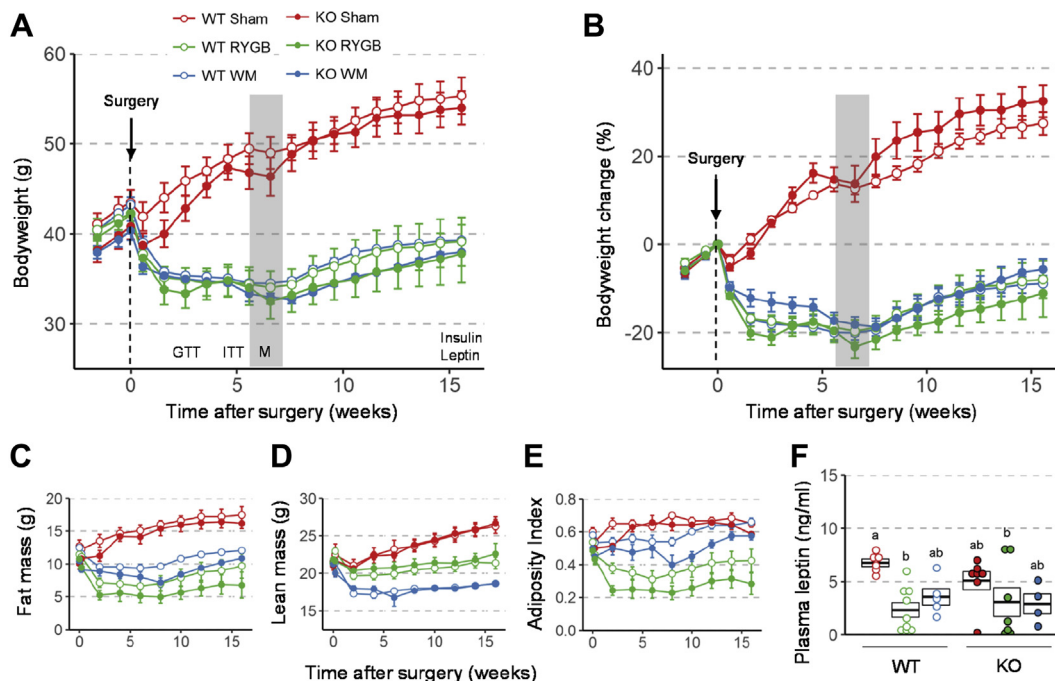 A
WT Sham KO Sham
WT RYGB KO RYGB
WT WM KO WM
Surgery
Bodyweight (g)
60
50
40
30
GTT ITT M
Insulin
Leptin
0 5 10 15
Time after surgery (weeks)
B
Surgery
Bodyweight change (%)
40
20
0
-20
0 5 10 15
Time after surgery (weeks)
C
Fat mass (g)
20
15
10
5
0
0 5 10 15
D
Lean mass (g)
30
25
20
15
0 5 10 15
Time after surgery (weeks)
E
Adiposity Index
0.8
0.6
0.4
0.2
0.0
0 5 10 15
F
Plasma leptin (ng/ml)
15
10
5
0
a b ab ab b ab
WT KO